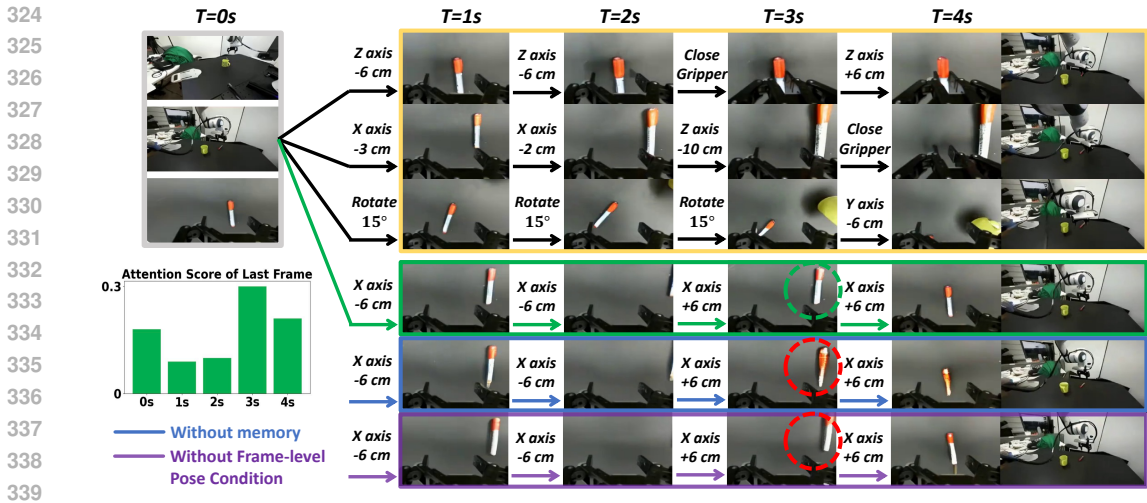 324
325
326
327
328
329
330
331
332
333
334
335
336
337
338
339
T=0s T=1s T=2s T=3s T=4s
Z axis -6 cm
Z axis -6 cm
Close Gripper
Z axis +6 cm
X axis -3 cm
X axis -2 cm
Z axis -10 cm
Close Gripper
Rotate 15°
Rotate 15°
Rotate 15°
Y axis -6 cm
X axis -6 cm
X axis -6 cm
X axis +6 cm
X axis +6 cm
Attention Score of Last Frame
0.3
0
0s 1s 2s 3s 4s
X axis -6 cm
X axis -6 cm
X axis +6 cm
X axis +6 cm
Without memory
X axis -6 cm
X axis -6 cm
X axis +6 cm
X axis +6 cm
Without Frame-level
Pose Condition